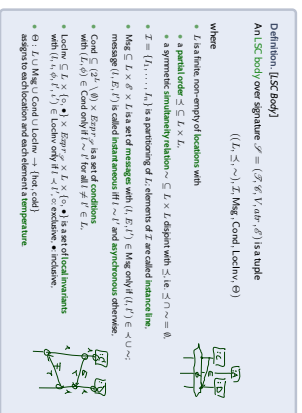 Definition. [LSC Body]
An LSC body over signature 𝒮 = (𝒯, 𝒞, V, atr, ℰ) is a tuple
((L, ⪯, ∼), ℐ, Msg, Cond, LocInv, Θ)
where
• L is a finite, non-empty of locations with
• a partial order ⪯ ⊆ L × L,
• a symmetric simultaneity relation ∼ ⊆ L × L disjoint with ⪯, i.e. ⪯ ∩ ∼ = ∅,
• ℐ = {I₁, …, Iₙ} is a partitioning of L; elements of ℐ are called instance line,
• Msg ⊆ L × ℰ × L is a set of messages with (l, E, l′) ∈ Msg only if (l, l′) ∈ ≺ ∪ ∼;
message (l, E, l′) is called instantaneous iff l ∼ l′ and asynchronous otherwise,
• Cond ⊆ (2ᴸ \ ∅) × Expr𝒮 is a set of conditions
with (L, ϕ) ∈ Cond only if l ∼ l′ for all l ≠ l′ ∈ L,
• LocInv ⊆ L × {○, ●} × Expr𝒮 × L × {○, ●} is a set of local invariants
with (l, ι, ϕ, l′, ι′) ∈ LocInv only if l ≺ l′, ○: exclusive, ●: inclusive,
• Θ : L ∪ Msg ∪ Cond ∪ LocInv → {hot, cold}
assigns to each location and each element a temperature.